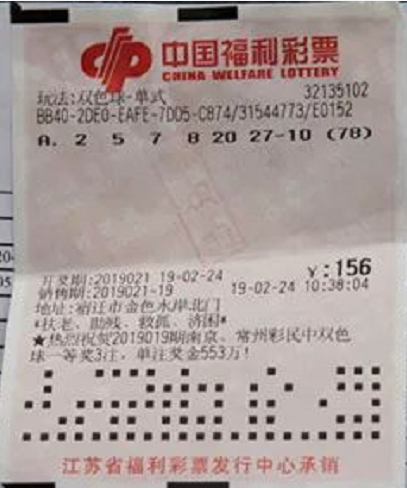 中国福利彩票
CHINA WELFARE LOTTERY
玩法:双色球-单式
32135102
BB40-2DE0-EAFE-7DD5-C874/31544773/E0152
A. 2 5 7 8 20 27-10 (78)
开奖期:2019021 19-02-24
¥:156
销售期:2019021-19 19-02-24 10:38:04
地址:宿迁市金色水岸北门
*扶老、助残、救孤、济困*
★热烈祝贺2019019期南京、常州彩民中双色
球一等奖3注,单注奖金553万!
江苏省福利彩票发行中心承销